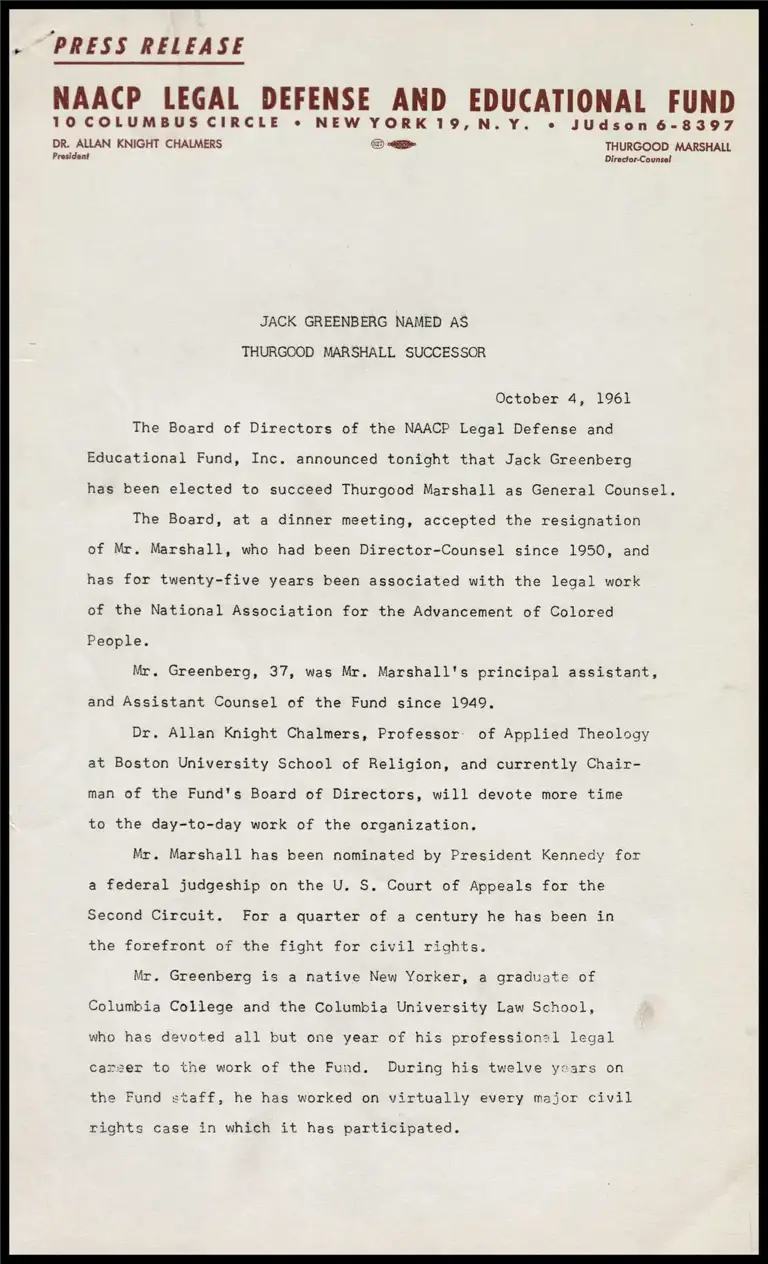 PRESS RELEASE
NAACP LEGAL DEFENSE AND EDUCATIONAL FUND
10 COLUMBUS CIRCLE • NEW YORK 19, N. Y. • JUdson 6-8397
DR. ALLAN KNIGHT CHALMERS
President
THURGOOD MARSHALL
Director-Counsel
JACK GREENBERG NAMED AS
THURGOOD MARSHALL SUCCESSOR
October 4, 1961
The Board of Directors of the NAACP Legal Defense and
Educational Fund, Inc. announced tonight that Jack Greenberg
has been elected to succeed Thurgood Marshall as General Counsel.
The Board, at a dinner meeting, accepted the resignation
of Mr. Marshall, who had been Director-Counsel since 1950, and
has for twenty-five years been associated with the legal work
of the National Association for the Advancement of Colored
People.
Mr. Greenberg, 37, was Mr. Marshall's principal assistant,
and Assistant Counsel of the Fund since 1949.
Dr. Allan Knight Chalmers, Professor of Applied Theology
at Boston University School of Religion, and currently Chair-
man of the Fund's Board of Directors, will devote more time
to the day-to-day work of the organization.
Mr. Marshall has been nominated by President Kennedy for
a federal judgeship on the U. S. Court of Appeals for the
Second Circuit. For a quarter of a century he has been in
the forefront of the fight for civil rights.
Mr. Greenberg is a native New Yorker, a graduate of
Columbia College and the Columbia University Law School,
who has devoted all but one year of his professional legal
career to the work of the Fund. During his twelve years on
the Fund staff, he has worked on virtually every major civil
rights case in which it has participated.